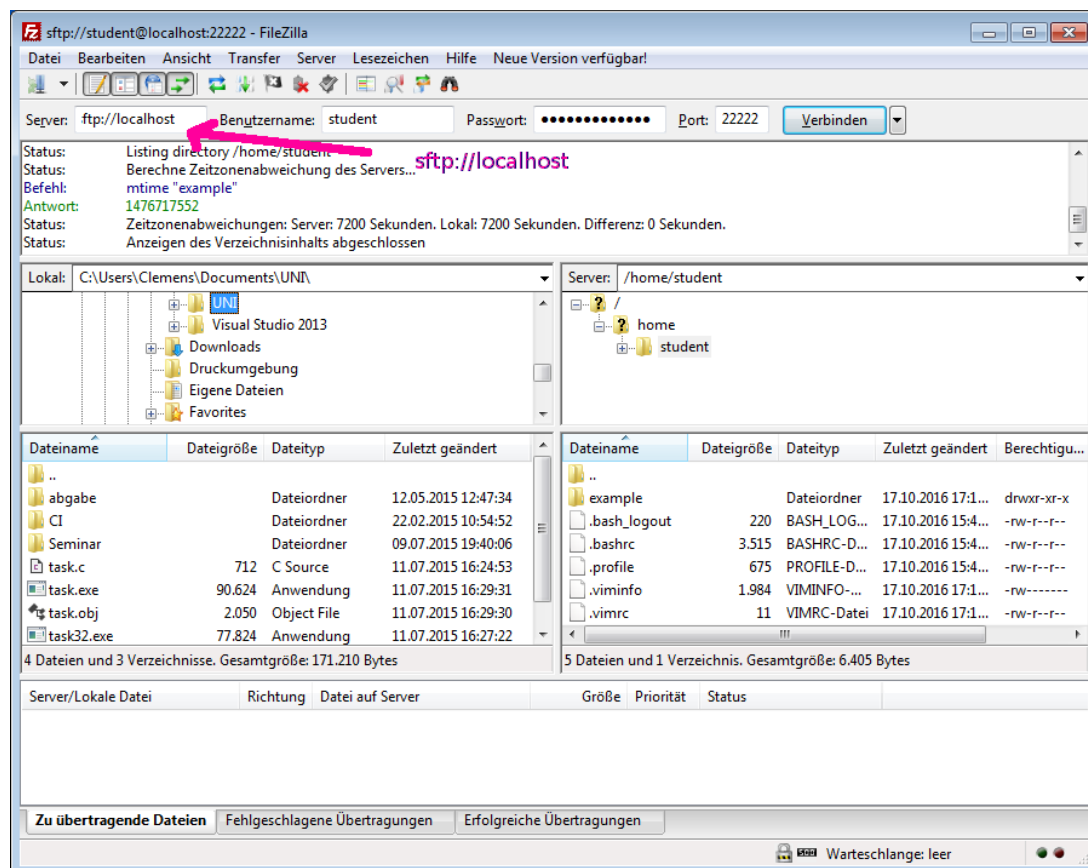 sftp://student@localhost:22222 - FileZilla
Datei Bearbeiten Ansicht Transfer Server Lesezeichen Hilfe Neue Version verfügbar!
Server: ftp://localhost Benutzername: student Passwort: ●●●●●●●●●●●●● Port: 22222 Verbinden
sftp://localhost
Status: Listing directory /home/student
Status: Berechne Zeitzonenabweichung des Servers...
Befehl: mtime "example"
Antwort: 1476717552
Status: Zeitzonenabweichungen: Server: 7200 Sekunden. Lokal: 7200 Sekunden. Differenz: 0 Sekunden.
Status: Anzeigen des Verzeichnisinhalts abgeschlossen
Lokal: C:\Users\Clemens\Documents\UNI\
UNI
Visual Studio 2013
Downloads
Druckumgebung
Eigene Dateien
Favorites
Server: /home/student
/
home
student
Dateiname Dateigröße Dateityp Zuletzt geändert
..
abgabe Dateiordner 12.05.2015 12:47:34
CI Dateiordner 22.02.2015 10:54:52
Seminar Dateiordner 09.07.2015 19:40:06
task.c 712 C Source 11.07.2015 16:24:53
task.exe 90.624 Anwendung 11.07.2015 16:29:31
task.obj 2.050 Object File 11.07.2015 16:29:30
task32.exe 77.824 Anwendung 11.07.2015 16:27:22
4 Dateien und 3 Verzeichnisse. Gesamtgröße: 171.210 Bytes
Dateiname Dateigröße Dateityp Zuletzt geändert Berechtigu...
..
example Dateiordner 17.10.2016 17:1... drwxr-xr-x
.bash_logout 220 BASH_LOG... 17.10.2016 15:4... -rw-r--r--
.bashrc 3.515 BASHRC-D... 17.10.2016 15:4... -rw-r--r--
.profile 675 PROFILE-D... 17.10.2016 15:4... -rw-r--r--
.viminfo 1.984 VIMINFO-... 17.10.2016 17:1... -rw-------
.vimrc 11 VIMRC-Datei 17.10.2016 17:1... -rw-r--r--
5 Dateien und 1 Verzeichnis. Gesamtgröße: 6.405 Bytes
Server/Lokale Datei Richtung Datei auf Server Größe Priorität Status
Zu übertragende Dateien Fehlgeschlagene Übertragungen Erfolgreiche Übertragungen
Warteschlange: leer